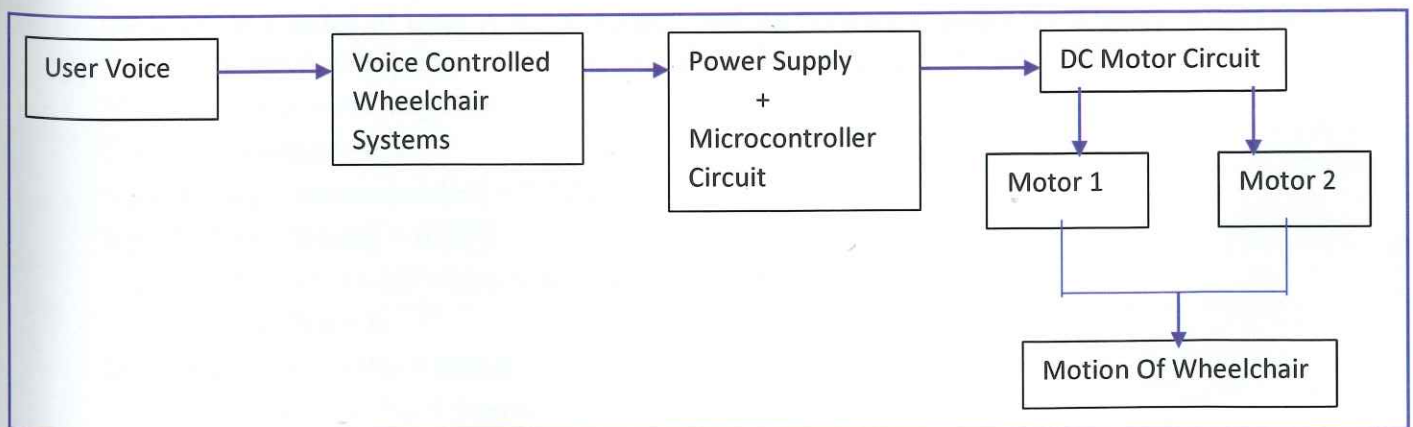 User Voice
Voice Controlled
Wheelchair
Systems
Power Supply
+
Microcontroller
Circuit
DC Motor Circuit
Motor 1
Motor 2
Motion Of Wheelchair